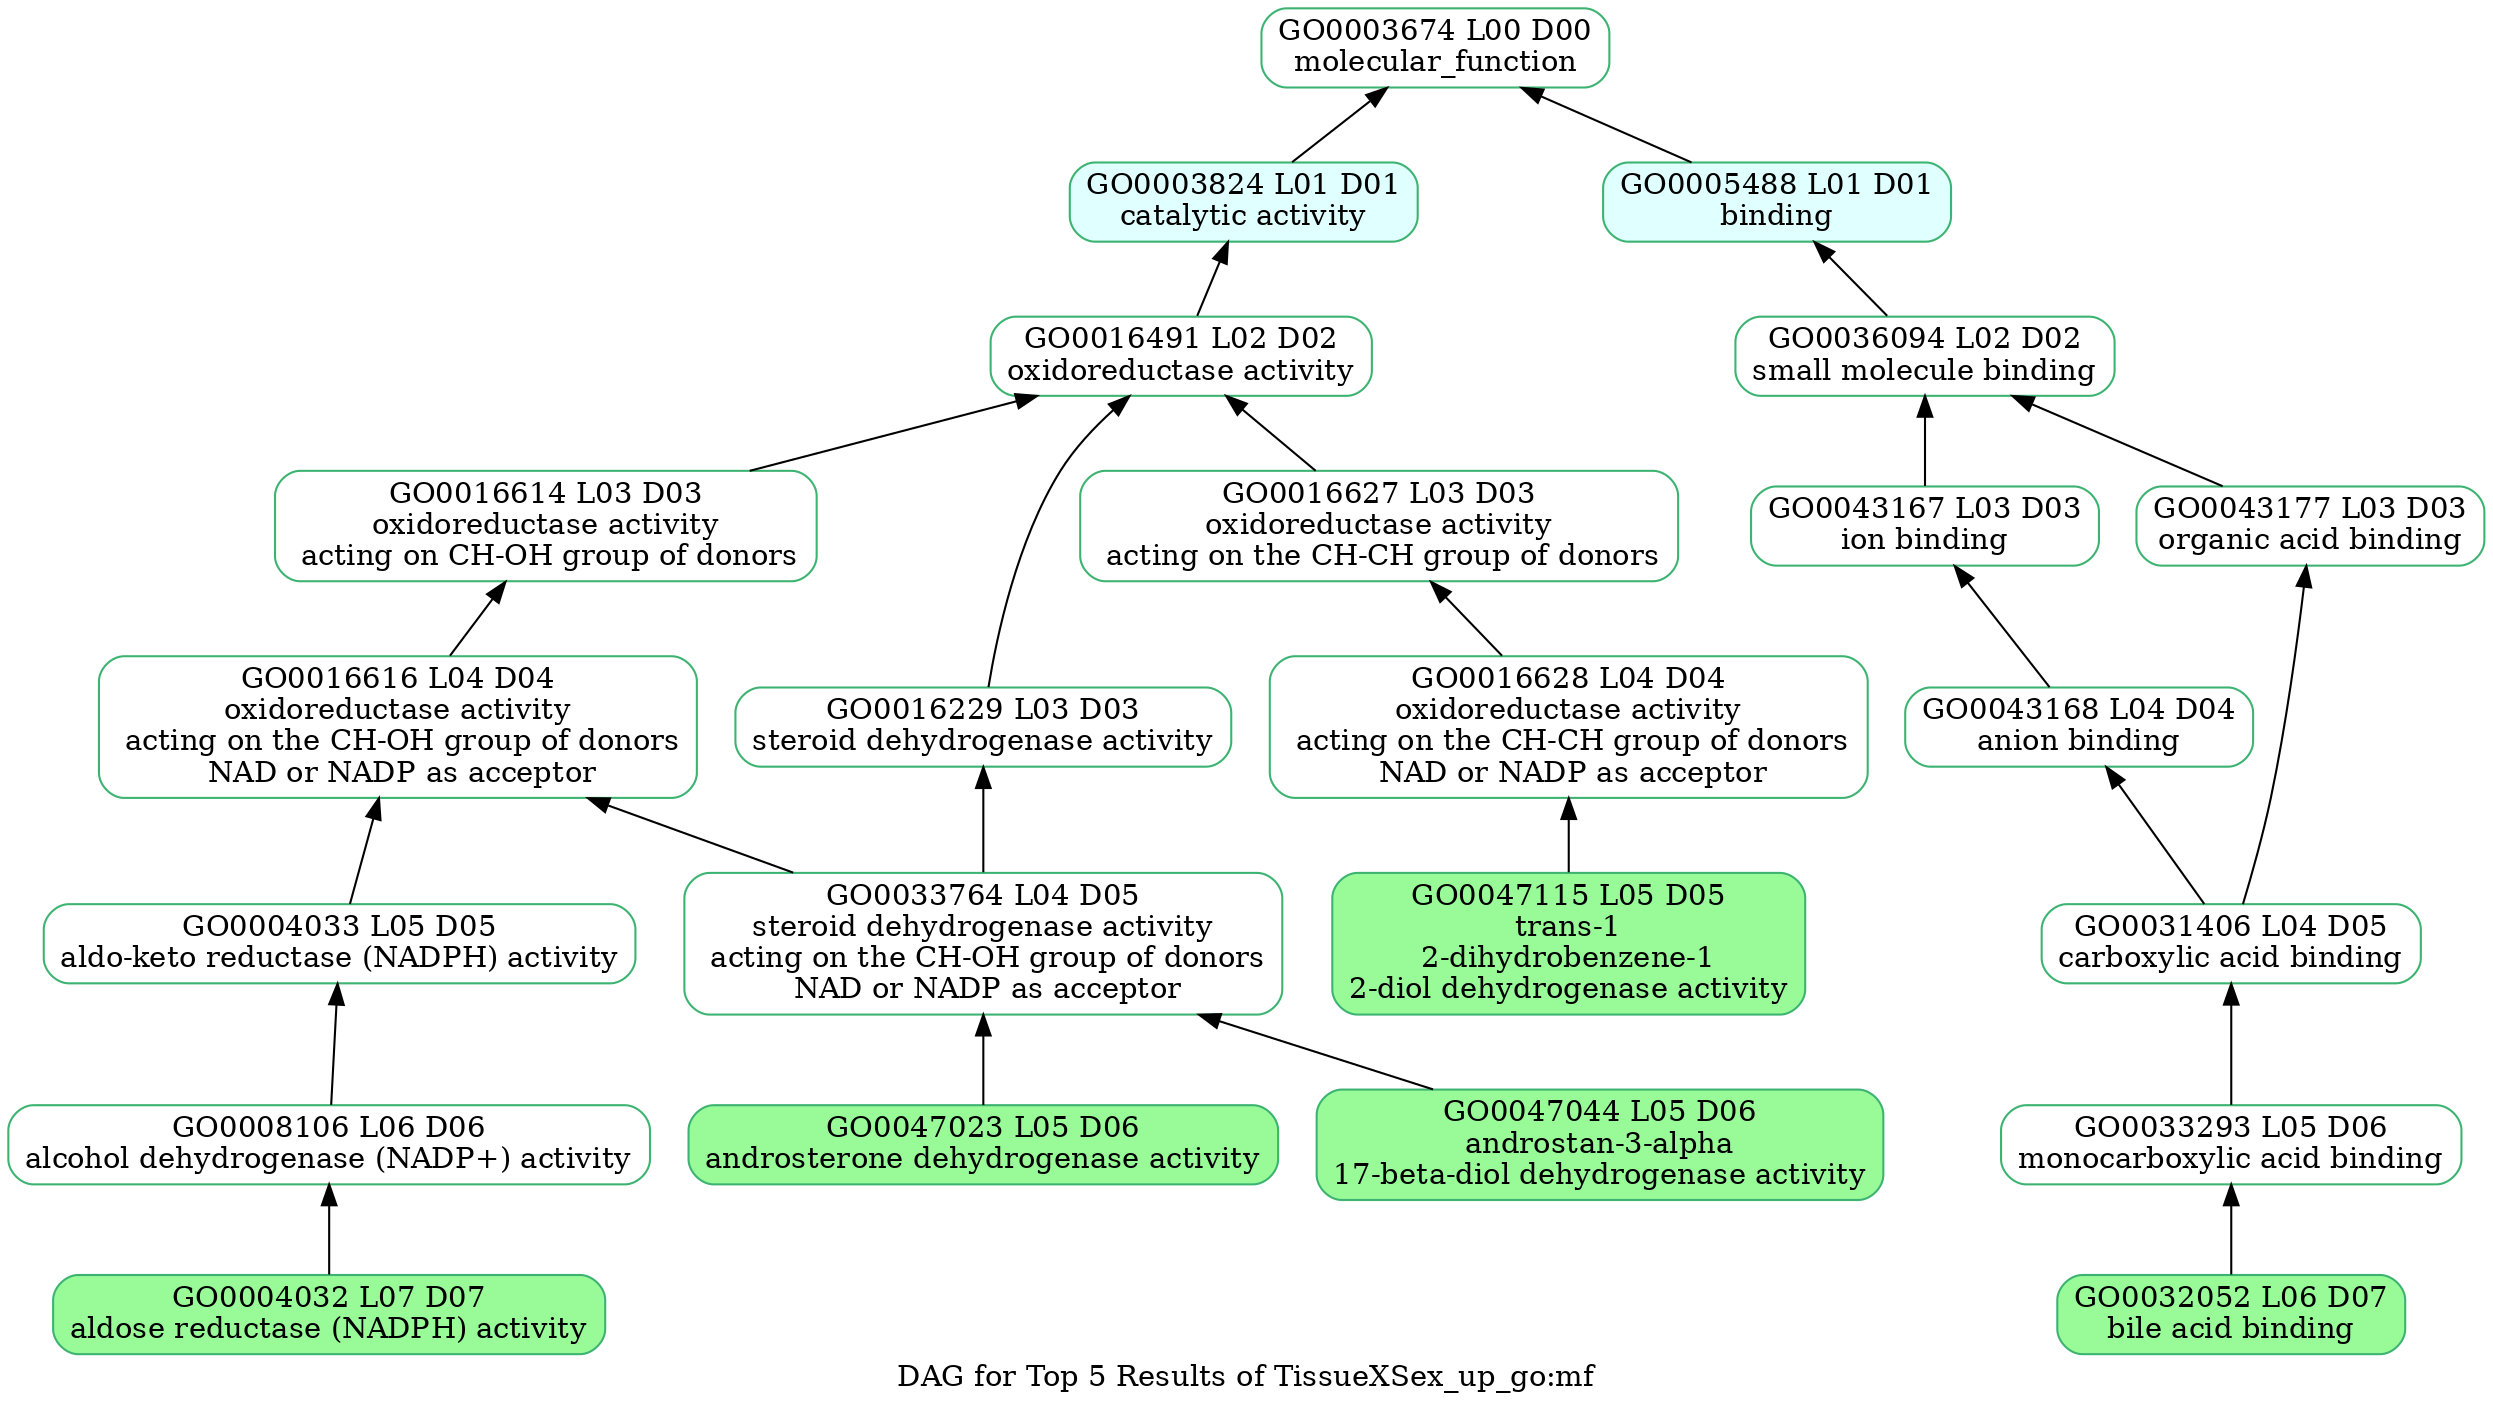 GO0003674 L00 D00
molecular_function
GO0003824 L01 D01
catalytic activity
GO0005488 L01 D01
binding
GO0016491 L02 D02
oxidoreductase activity
GO0036094 L02 D02
small molecule binding
GO0016614 L03 D03
oxidoreductase activity
acting on CH-OH group of donors
GO0016627 L03 D03
oxidoreductase activity
acting on the CH-CH group of donors
GO0043167 L03 D03
ion binding
GO0043177 L03 D03
organic acid binding
GO0016616 L04 D04
oxidoreductase activity
acting on the CH-OH group of donors
NAD or NADP as acceptor
GO0016229 L03 D03
steroid dehydrogenase activity
GO0016628 L04 D04
oxidoreductase activity
acting on the CH-CH group of donors
NAD or NADP as acceptor
GO0043168 L04 D04
anion binding
GO0004033 L05 D05
aldo-keto reductase (NADPH) activity
GO0033764 L04 D05
steroid dehydrogenase activity
acting on the CH-OH group of donors
NAD or NADP as acceptor
GO0047115 L05 D05
trans-1
2-dihydrobenzene-1
2-diol dehydrogenase activity
GO0031406 L04 D05
carboxylic acid binding
GO0008106 L06 D06
alcohol dehydrogenase (NADP+) activity
GO0047023 L05 D06
androsterone dehydrogenase activity
GO0047044 L05 D06
androstan-3-alpha
17-beta-diol dehydrogenase activity
GO0033293 L05 D06
monocarboxylic acid binding
GO0004032 L07 D07
aldose reductase (NADPH) activity
GO0032052 L06 D07
bile acid binding
DAG for Top 5 Results of TissueXSex_up_go:mf